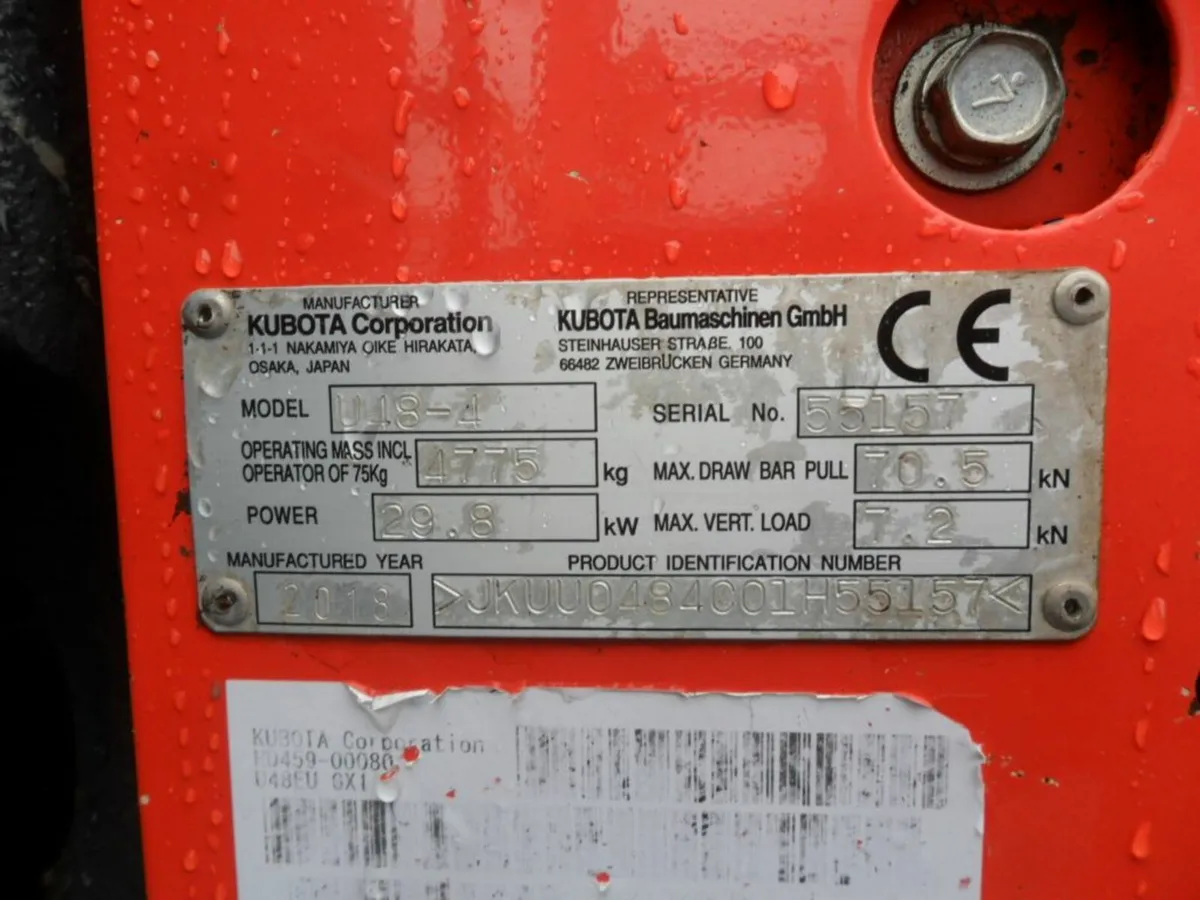 MANUFACTURER
KUBOTA Corporation
1-1-1 NAKAMIYA OIKE HIRAKATA,
OSAKA, JAPAN
REPRESENTATIVE
KUBOTA Baumaschinen GmbH
STEINHAUSER STRAßE. 100
66482 ZWEIBRÜCKEN GERMANY
CE
MODEL U48-4
SERIAL No. 55157
OPERATING MASS INCL
OPERATOR OF 75Kg 4775 kg
MAX. DRAW BAR PULL 70.5 kN
POWER 29.8 kW
MAX. VERT. LOAD 7.2 kN
MANUFACTURED YEAR
2018
PRODUCT IDENTIFICATION NUMBER
>JKUU0484C01H55157<
KUBOTA Corporation
U48EU